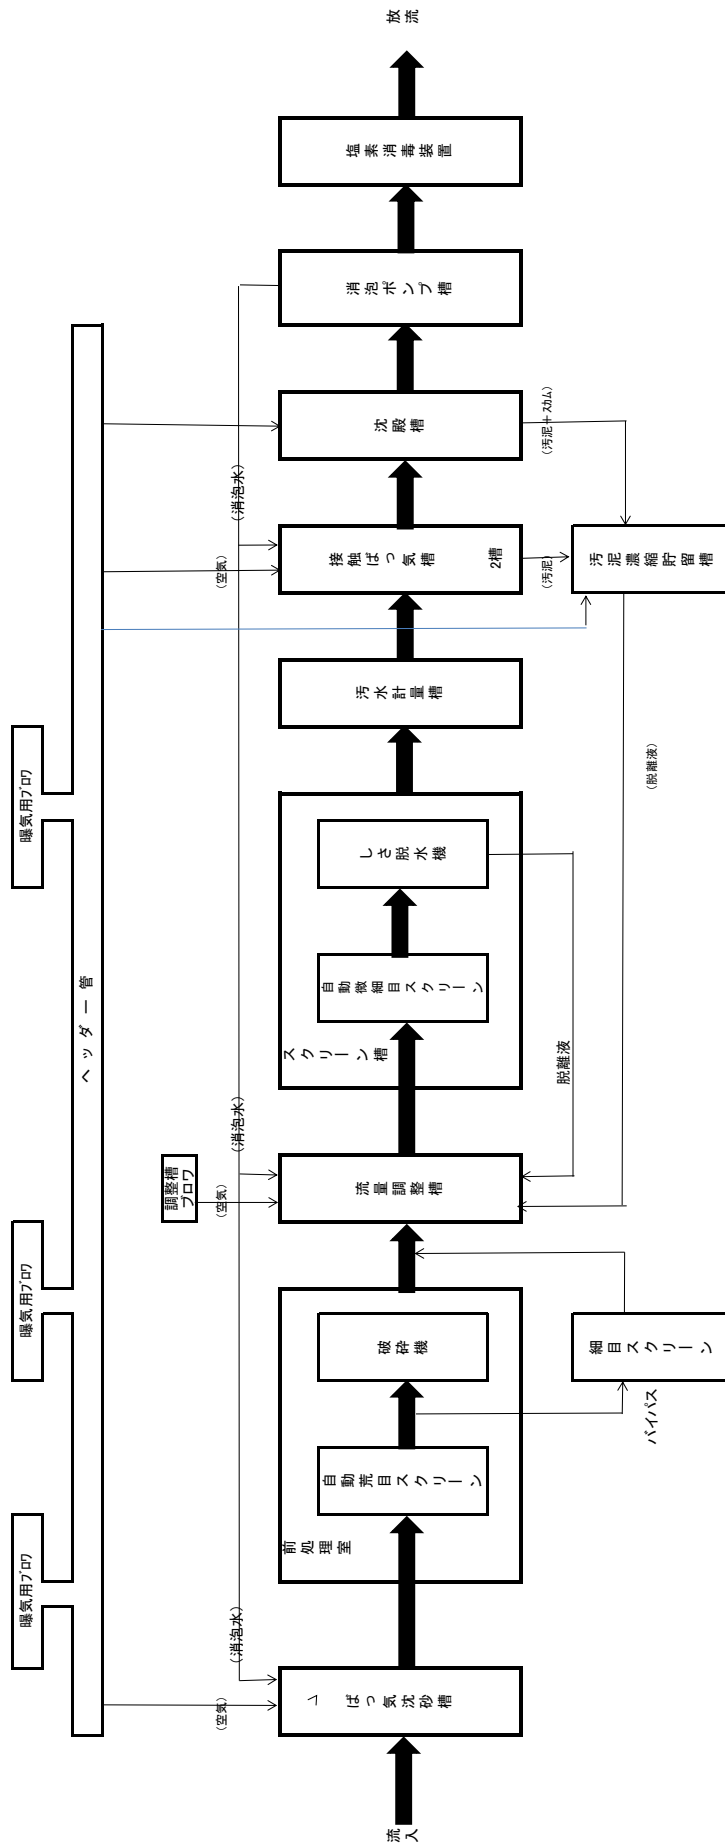 曝気用ブロワ
曝気用ブロワ
曝気用ブロワ
ヘッダー管
調整槽
ブロワ
(空気)
(空気)
(空気)
(消泡水)
(消泡水)
(消泡水)
流入
ばっ気沈砂槽
前処理室
自動荒目スクリーン
破砕機
流量調整槽
スクリーン槽
自動微細目スクリーン
しさ脱水機
汚水計量槽
接触ばっ気槽
2槽
沈殿槽
消泡ポンプ槽
塩素消毒装置
放流
バイパス
細目スクリーン
脱離液
(脱離液)
(汚泥)
(汚泥+スカム)
汚泥濃縮貯留槽